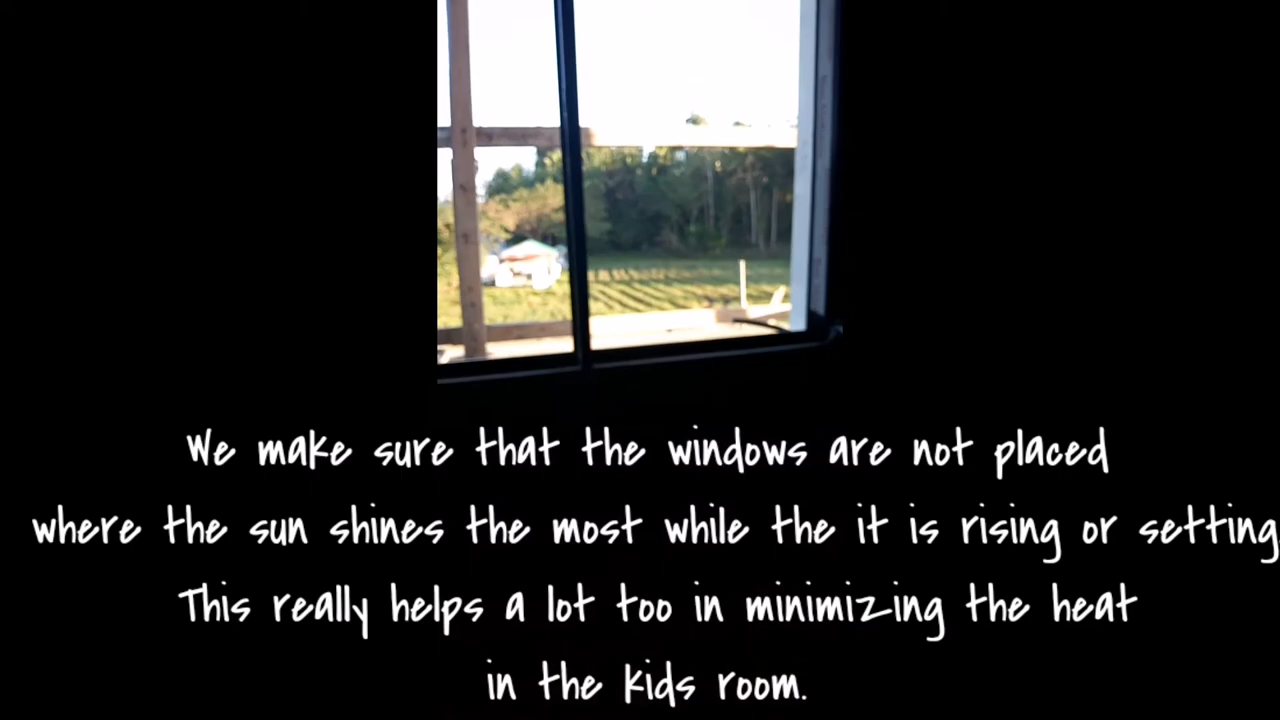 We make sure that the windows are not placed
where the sun shines the most while the it is rising or setting
This really helps a lot too in minimizing the heat
in the kids room.